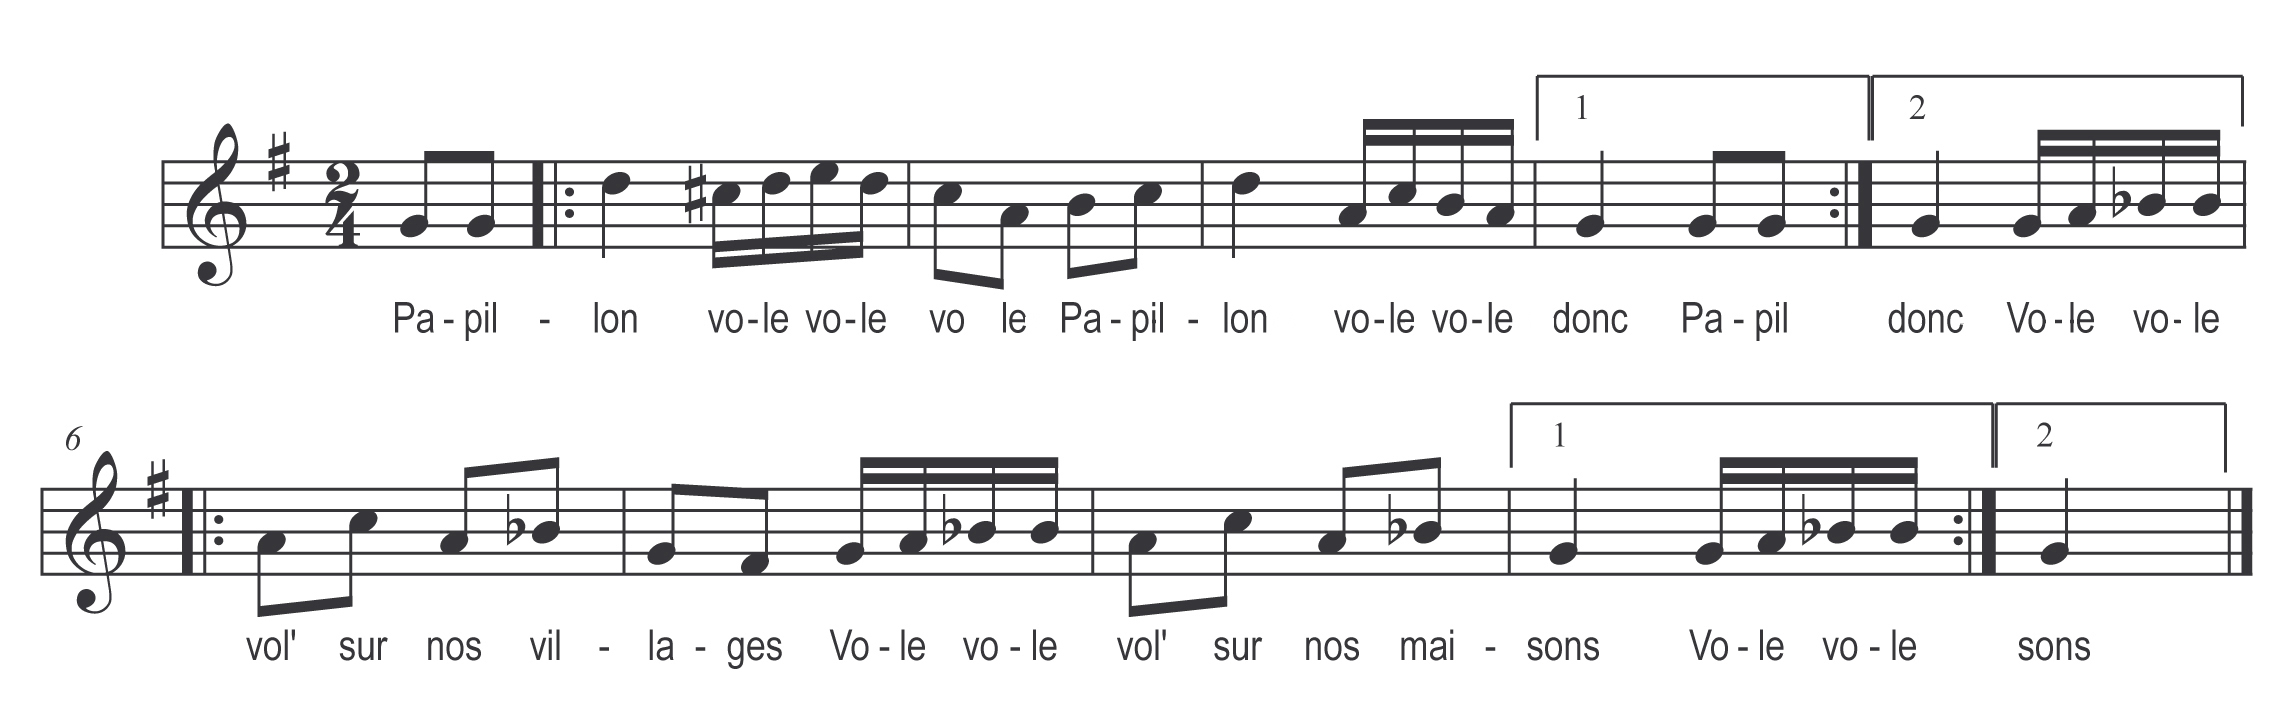 1 2
2/4
Pa - pil - lon vo - le vo - le vo le Pa - pil - lon vo - le vo - le donc Pa - pil donc Vo - le vo - le
6 1 2
vol' sur nos vil - la - ges Vo - le vo - le vol' sur nos mai - sons Vo - le vo - le sons